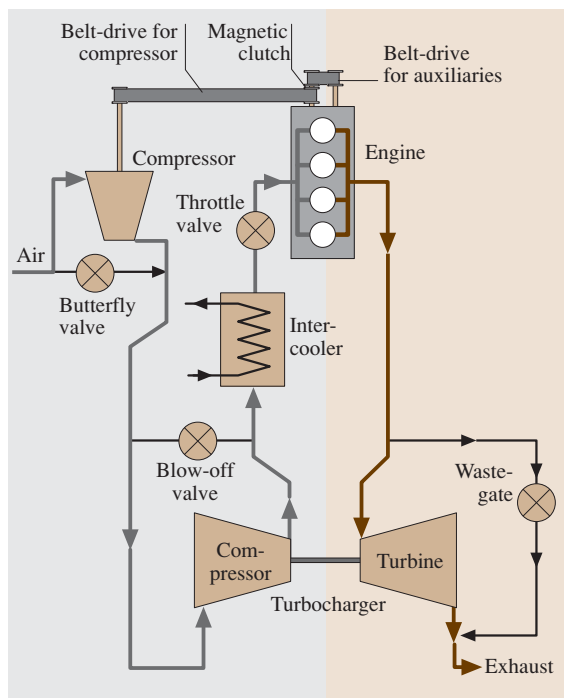 Belt-drive for
compressor
Magnetic
clutch
Belt-drive
for auxiliaries
Compressor
Engine
Throttle
valve
Air
Butterfly
valve
Inter-
cooler
Blow-off
valve
Waste-
gate
Com-
pressor
Turbine
Turbocharger
Exhaust